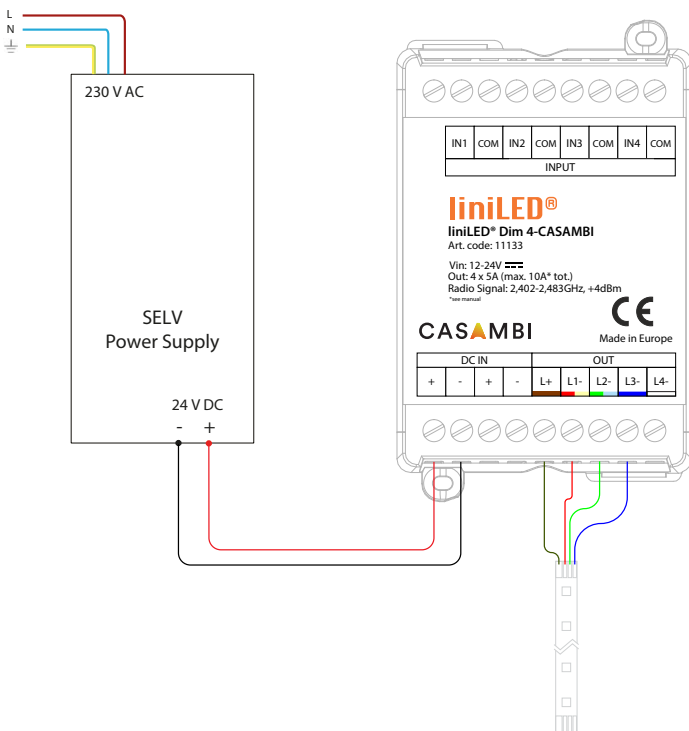 L
N
230 V AC
SELV
Power Supply
24 V DC
- +
IN1 COM IN2 COM IN3 COM IN4 COM
INPUT
liniLED®
liniLED® Dim 4-CASAMBI
Art. code: 11133
Vin: 12-24V
Out: 4 x 5A (max. 10A* tot.)
Radio Signal: 2,402-2,483GHz, +4dBm
*see manual
CE
CASAMBI
Made in Europe
DC IN OUT
+ - + - L+ L1- L2- L3- L4-